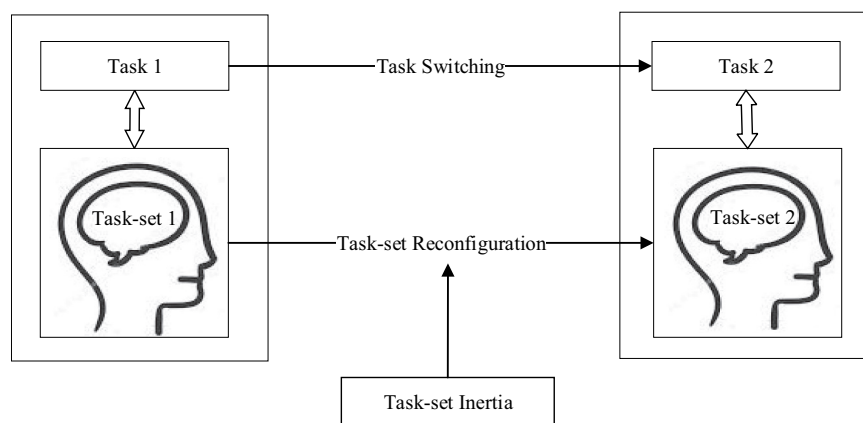 Task 1
Task Switching
Task 2
Task-set 1
Task-set 2
Task-set Reconfiguration
Task-set Inertia